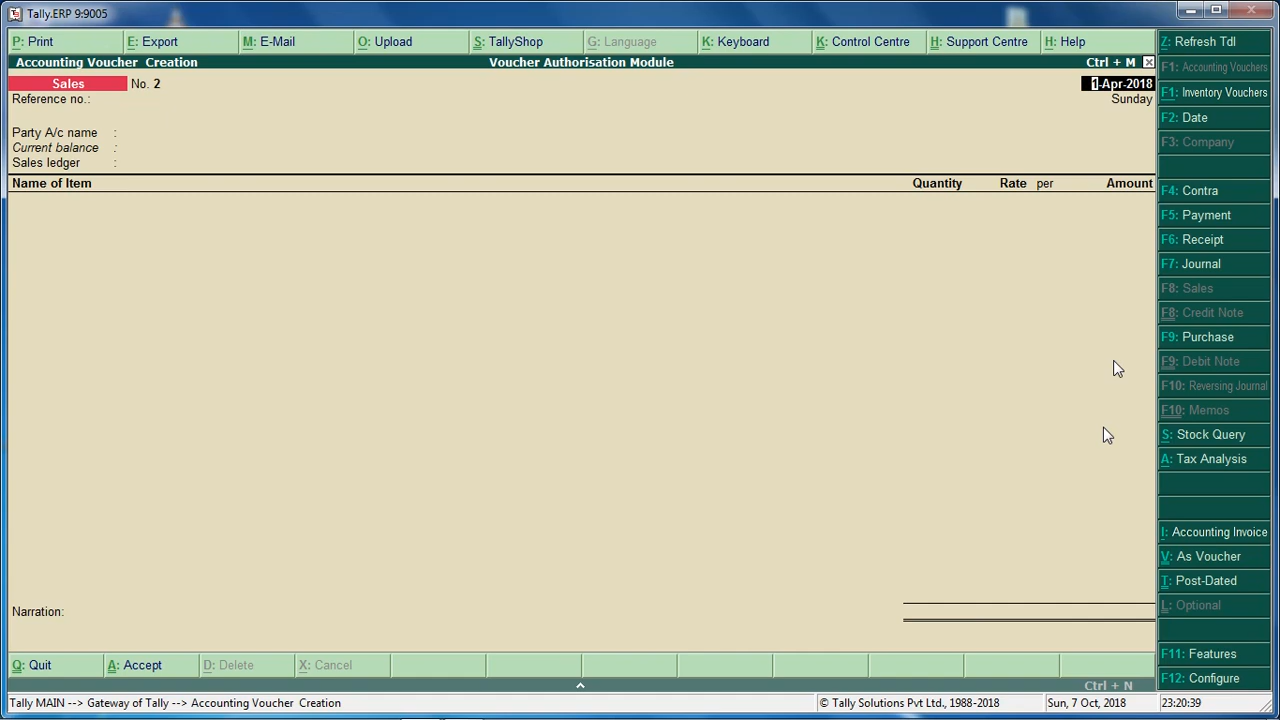 Tally.ERP 9:9005
P: Print
E: Export
M: E-Mail
O: Upload
S: TallyShop
G: Language
K: Keyboard
K: Control Centre
H: Support Centre
H: Help
Accounting Voucher Creation
Voucher Authorisation Module
Ctrl + M
Sales
No. 2
1-Apr-2018
Reference no.:
Sunday
Party A/c name :
Current balance :
Sales ledger :
Name of Item
Quantity
Rate
per
Amount
Narration:
Z: Refresh Tdl
F1: Accounting Vouchers
F1: Inventory Vouchers
F2: Date
F3: Company
F4: Contra
F5: Payment
F6: Receipt
F7: Journal
F8: Sales
F8: Credit Note
F9: Purchase
F9: Debit Note
F10: Reversing Journal
F10: Memos
S: Stock Query
A: Tax Analysis
I: Accounting Invoice
V: As Voucher
T: Post-Dated
L: Optional
F11: Features
F12: Configure
Q: Quit
A: Accept
D: Delete
X: Cancel
Ctrl + N
Tally MAIN --> Gateway of Tally --> Accounting Voucher Creation
© Tally Solutions Pvt Ltd., 1988-2018
Sun, 7 Oct, 2018
23:20:39